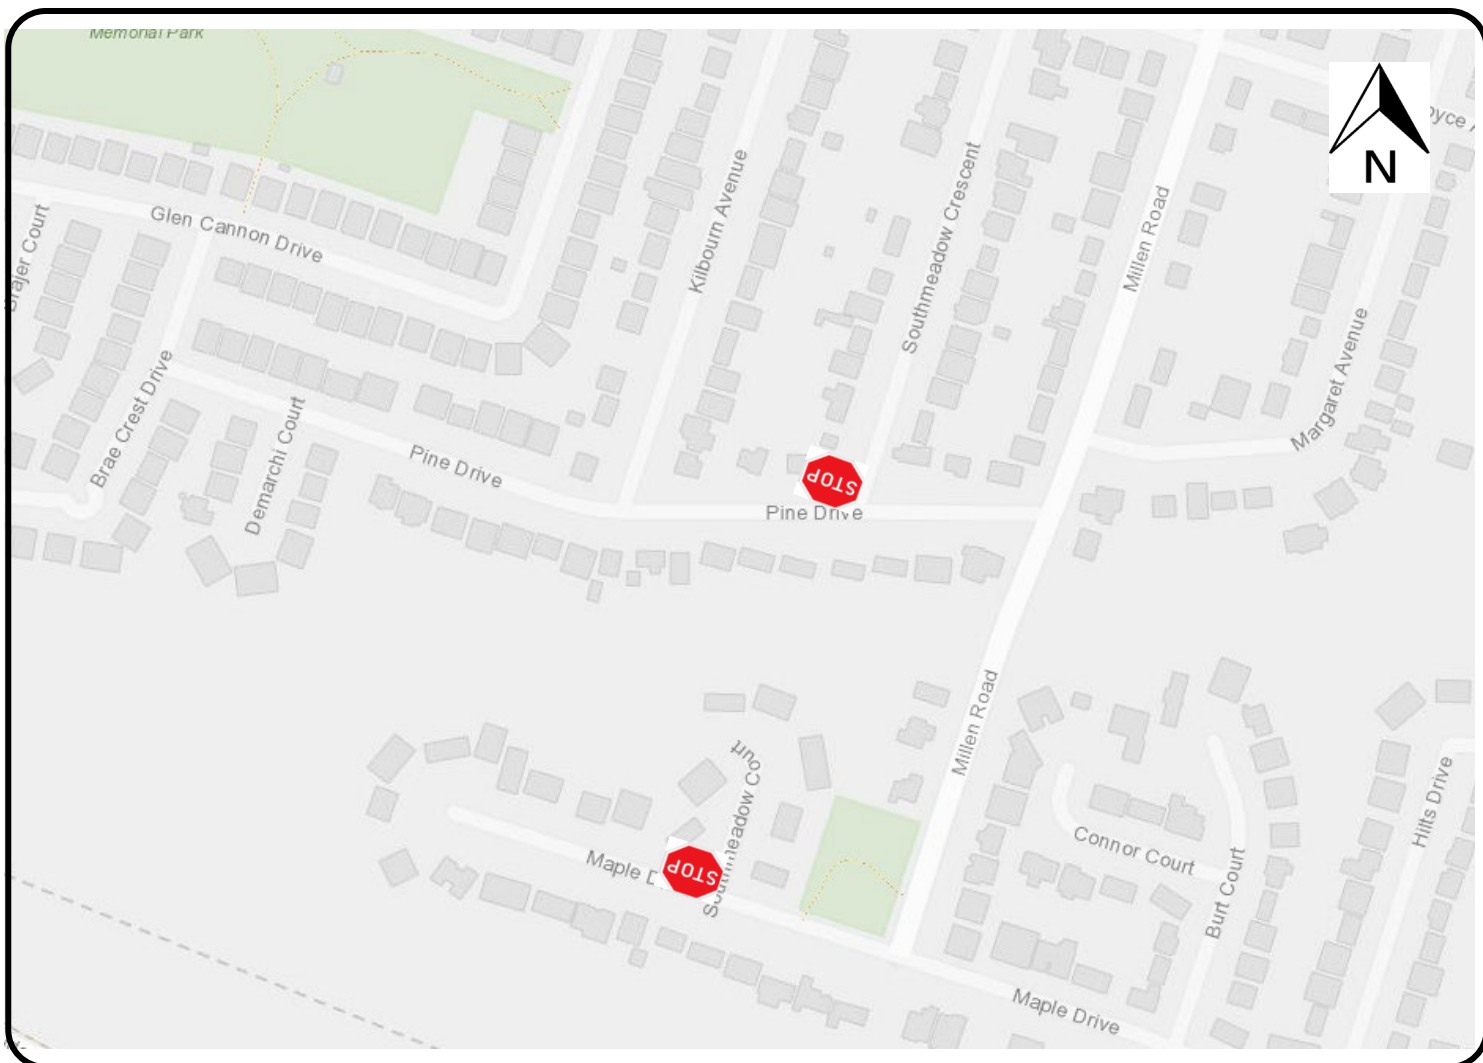 Memorial Park
N
Glen Cannon Drive
Kilbourn Avenue
Southmeadow Crescent
Millen Road
Brae Crest Drive
Demarchi Court
Pine Drive
Margaret Avenue
STOP
Pine Drive
Millen Road
Court
Maple
STOP
Connor Court
Burt Court
Hilts Drive
Maple Drive